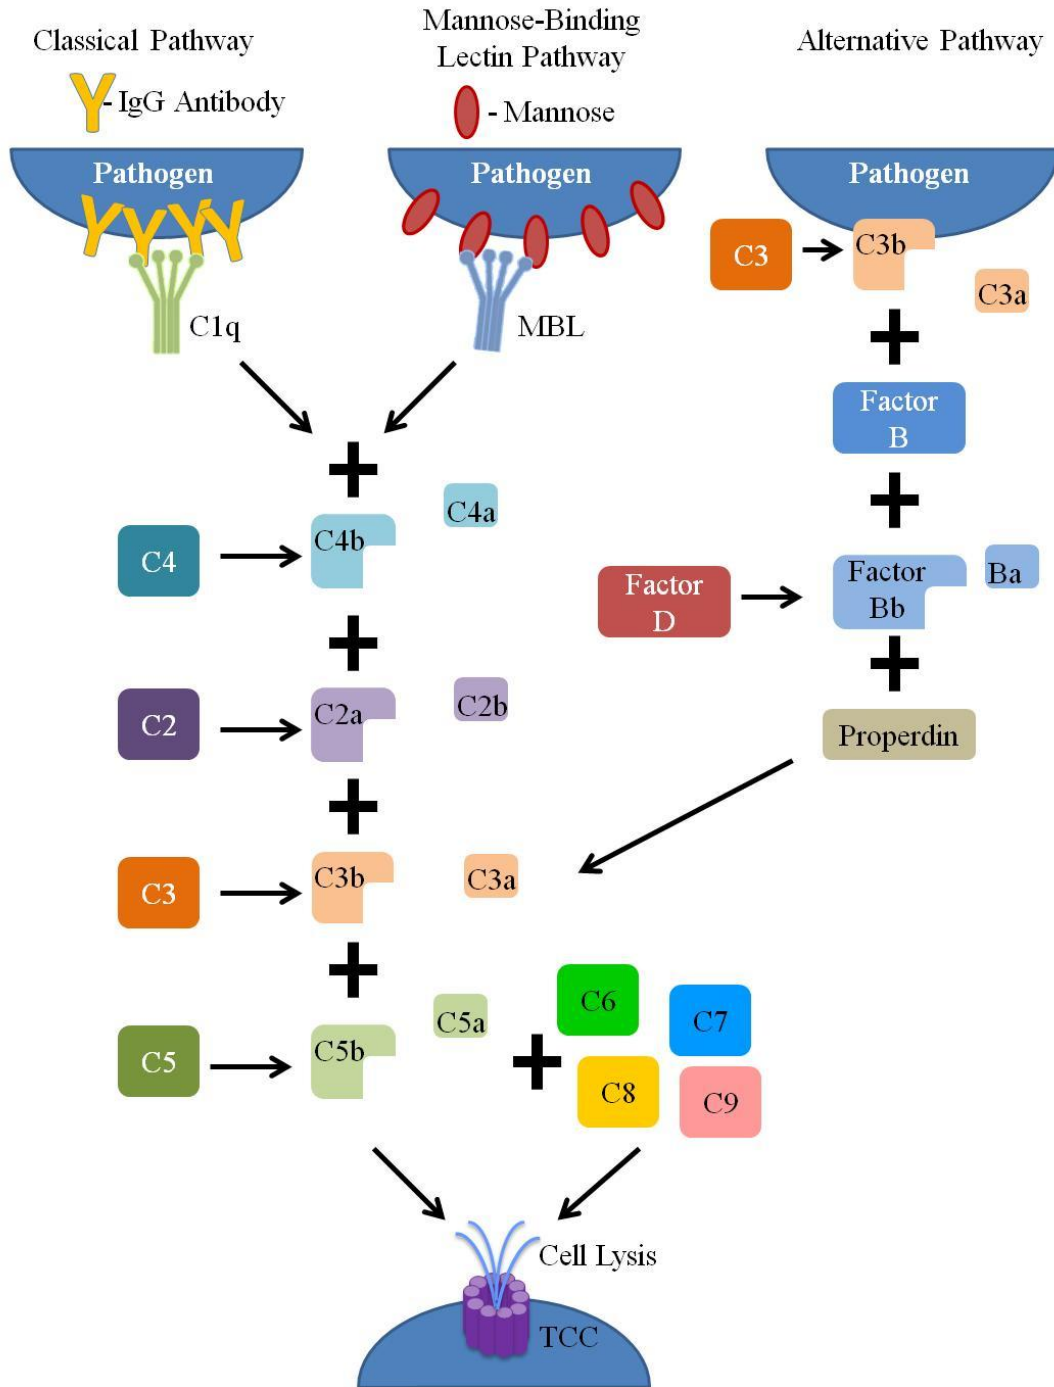 Classical Pathway
- IgG Antibody
Pathogen
C1q
Mannose-Binding
Lectin Pathway
- Mannose
Pathogen
MBL
Alternative Pathway
Pathogen
C3
C3b
C3a
Factor
B
Factor
D
Factor
Bb
Ba
Properdin
C4
C4b
C4a
C2
C2a
C2b
C3
C3b
C3a
C5
C5b
C5a
C6
C7
C8
C9
Cell Lysis
TCC